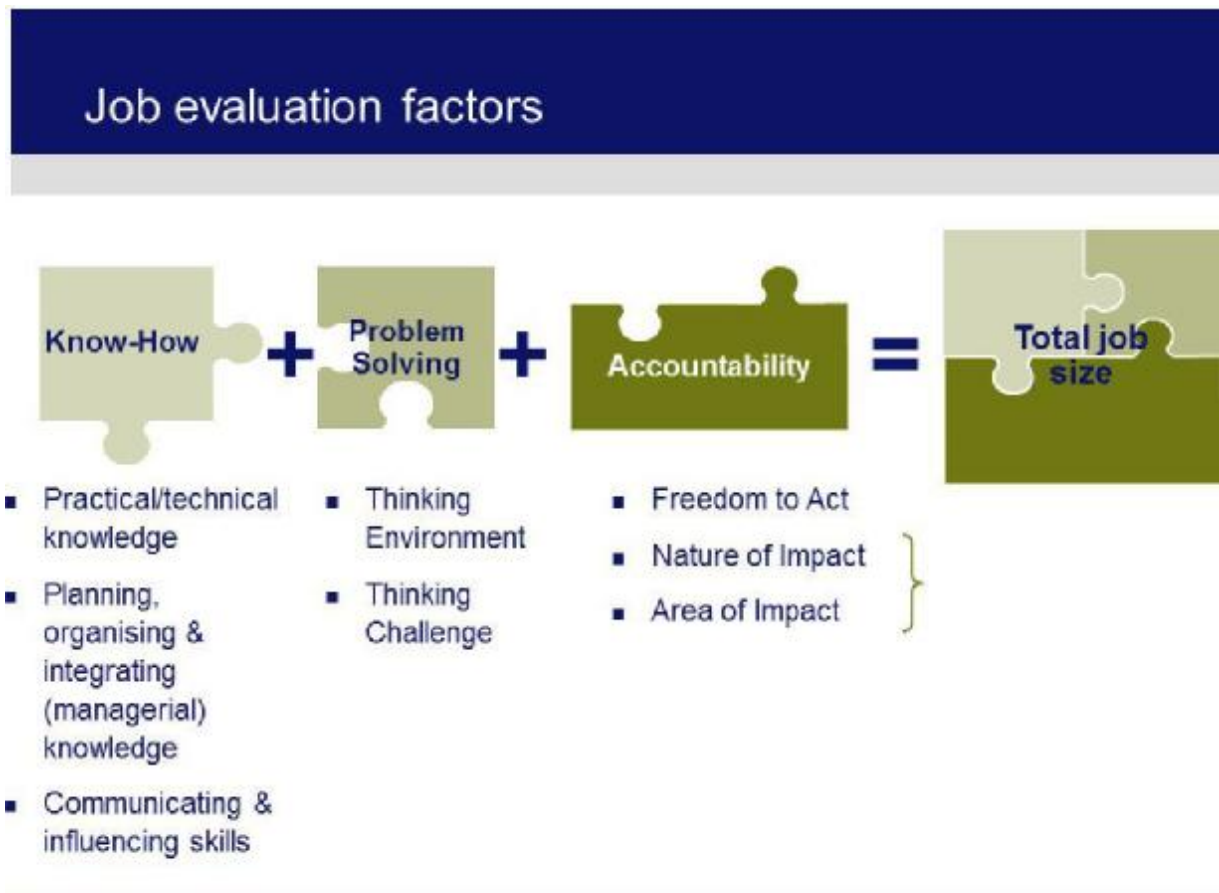 Job evaluation factors
Know-How
+
Problem
Solving
+
Accountability
=
Total job
size
▪ Practical/technical
knowledge
▪ Planning,
organising &
integrating
(managerial)
knowledge
▪ Communicating &
influencing skills
▪ Thinking
Environment
▪ Thinking
Challenge
▪ Freedom to Act
▪ Nature of Impact
▪ Area of Impact